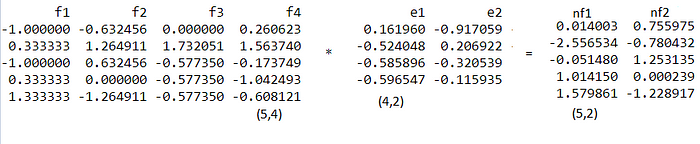 f1 f2 f3 f4 e1 e2 nf1 nf2
-1.000000 -0.632456 0.000000 0.260623 0.161960 -0.917059 0.014003 0.755975
0.333333 1.264911 1.732051 1.563740 -0.524048 0.206922 -2.556534 -0.780432
-1.000000 0.632456 -0.577350 -0.173749 * -0.585896 -0.320539 = -0.051480 1.253135
0.333333 0.000000 -0.577350 -1.042493 -0.596547 -0.115935 1.014150 0.000239
1.333333 -1.264911 -0.577350 -0.608121 (4,2) 1.579861 -1.228917
(5,4) (5,2)